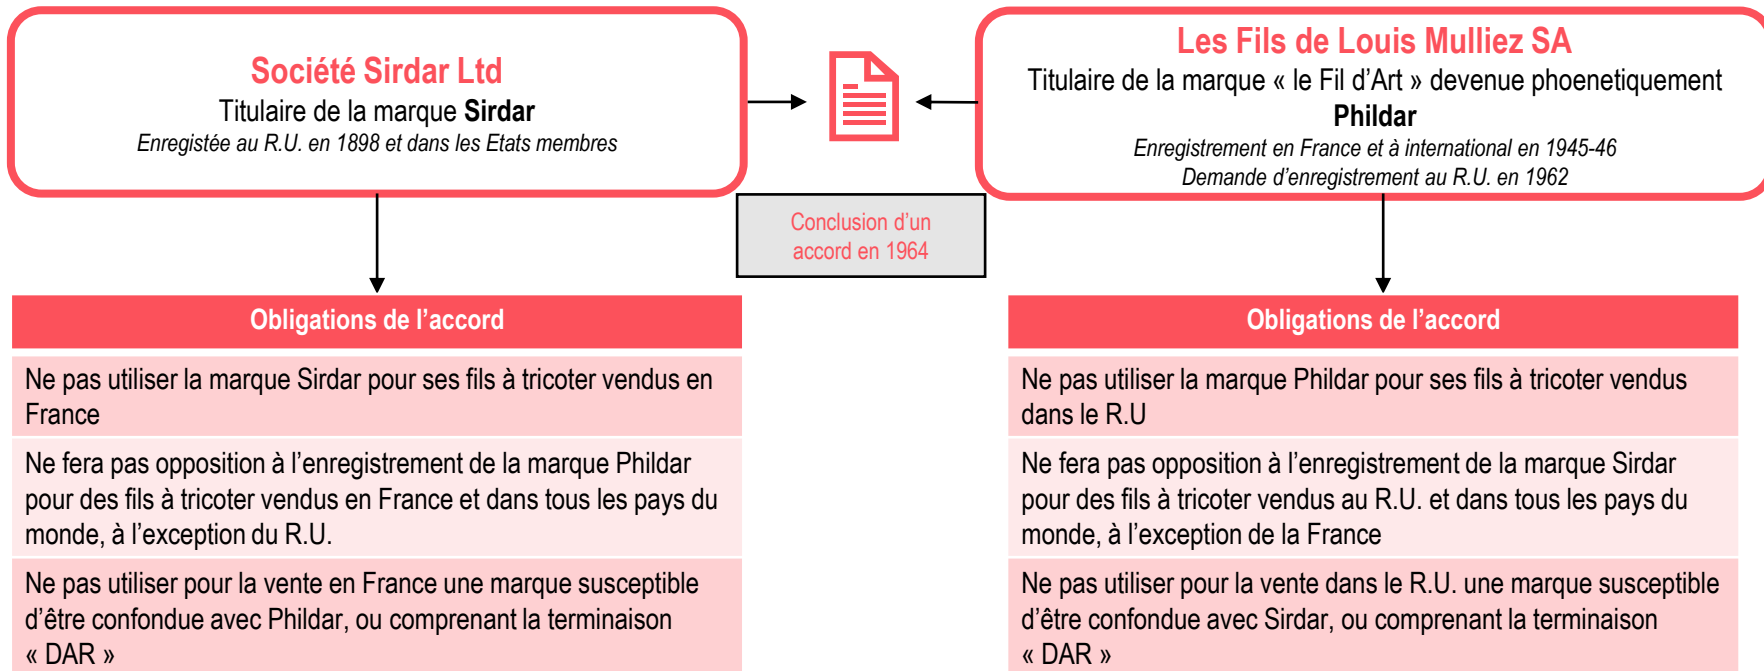 Société Sirdar Ltd
Titulaire de la marque Sirdar
Enregistée au R.U. en 1898 et dans les Etats membres
Les Fils de Louis Mulliez SA
Titulaire de la marque « le Fil d’Art » devenue phoenetiquement
Phildar
Enregistrement en France et à international en 1945-46
Demande d’enregistrement au R.U. en 1962
Conclusion d’un
accord en 1964
Obligations de l’accord
Ne pas utiliser la marque Sirdar pour ses fils à tricoter vendus en
France
Ne fera pas opposition à l’enregistrement de la marque Phildar
pour des fils à tricoter vendus en France et dans tous les pays du
monde, à l’exception du R.U.
Ne pas utiliser pour la vente en France une marque susceptible
d’être confondue avec Phildar, ou comprenant la terminaison
« DAR »
Obligations de l’accord
Ne pas utiliser la marque Phildar pour ses fils à tricoter vendus
dans le R.U
Ne fera pas opposition à l’enregistrement de la marque Sirdar
pour des fils à tricoter vendus au R.U. et dans tous les pays du
monde, à l’exception de la France
Ne pas utiliser pour la vente dans le R.U. une marque susceptible
d’être confondue avec Sirdar, ou comprenant la terminaison
« DAR »